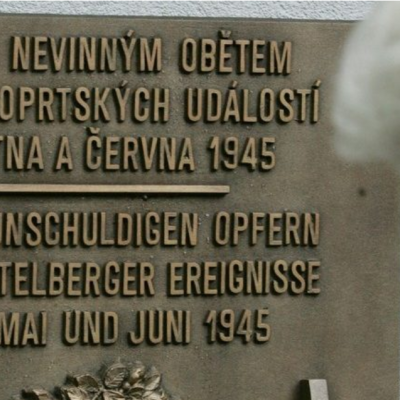 NEVINNÝM OBĚTEM
OPRTSKÝCH UDÁLOSTÍ
TNA A ČERVNA 1945
UNSCHULDIGEN OPFERN
TELBERGER EREIGNISSE
MAI UND JUNI 1945